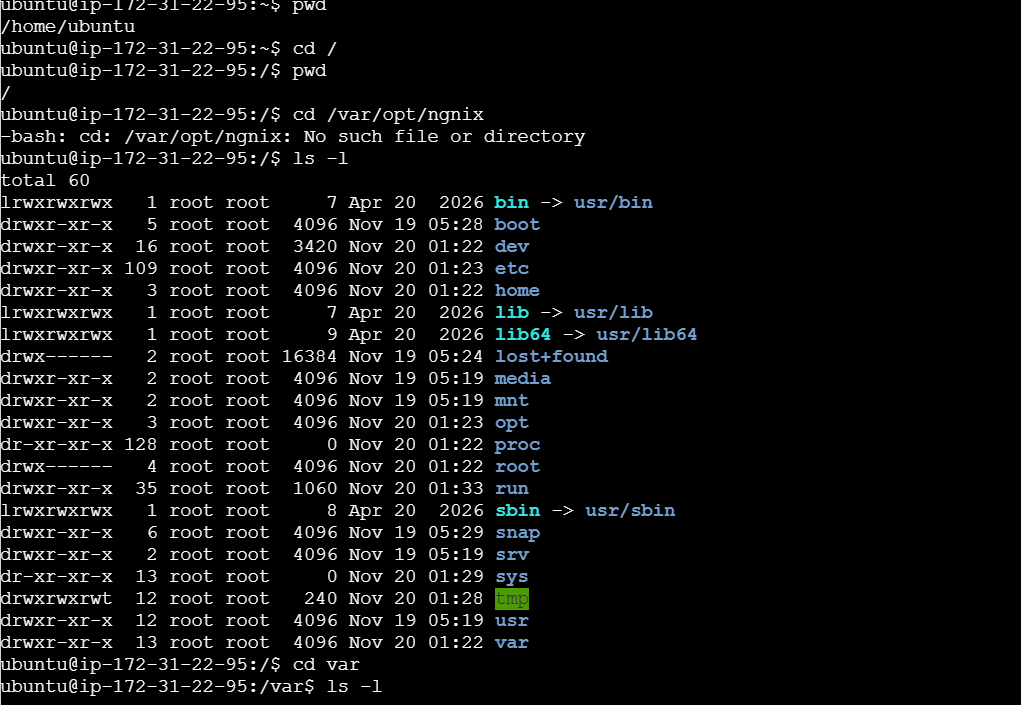 ubuntu@ip-172-31-22-95:~$ pwd
/home/ubuntu
ubuntu@ip-172-31-22-95:~$ cd /
ubuntu@ip-172-31-22-95:/$ pwd
/
ubuntu@ip-172-31-22-95:/$ cd /var/opt/ngnix
-bash: cd: /var/opt/ngnix: No such file or directory
ubuntu@ip-172-31-22-95:/$ ls -l
total 60
lrwxrwxrwx   1 root root     7 Apr 20  2026 bin -> usr/bin
drwxr-xr-x   5 root root  4096 Nov 19 05:28 boot
drwxr-xr-x  16 root root  3420 Nov 20 01:22 dev
drwxr-xr-x 109 root root  4096 Nov 20 01:23 etc
drwxr-xr-x   3 root root  4096 Nov 20 01:22 home
lrwxrwxrwx   1 root root     7 Apr 20  2026 lib -> usr/lib
lrwxrwxrwx   1 root root     9 Apr 20  2026 lib64 -> usr/lib64
drwx------   2 root root 16384 Nov 19 05:24 lost+found
drwxr-xr-x   2 root root  4096 Nov 19 05:19 media
drwxr-xr-x   2 root root  4096 Nov 19 05:19 mnt
drwxr-xr-x   3 root root  4096 Nov 20 01:23 opt
dr-xr-xr-x 128 root root     0 Nov 20 01:22 proc
drwx------   4 root root  4096 Nov 20 01:22 root
drwxr-xr-x  35 root root  1060 Nov 20 01:33 run
lrwxrwxrwx   1 root root     8 Apr 20  2026 sbin -> usr/sbin
drwxr-xr-x   6 root root  4096 Nov 19 05:29 snap
drwxr-xr-x   2 root root  4096 Nov 19 05:19 srv
dr-xr-xr-x  13 root root     0 Nov 20 01:29 sys
drwxrwxrwt  12 root root   240 Nov 20 01:28 tmp
drwxr-xr-x  12 root root  4096 Nov 19 05:19 usr
drwxr-xr-x  13 root root  4096 Nov 20 01:22 var
ubuntu@ip-172-31-22-95:/$ cd var
ubuntu@ip-172-31-22-95:/var$ ls -l